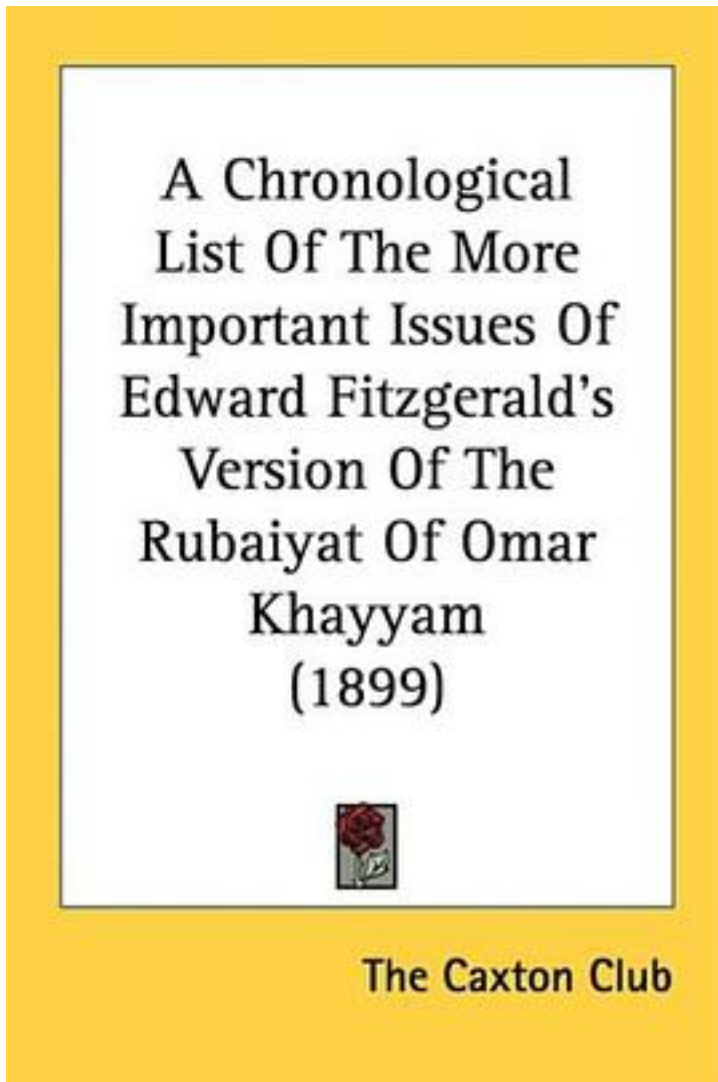 A Chronological
List Of The More
Important Issues Of
Edward Fitzgerald's
Version Of The
Rubaiyat Of Omar
Khayyam
(1899)
The Caxton Club